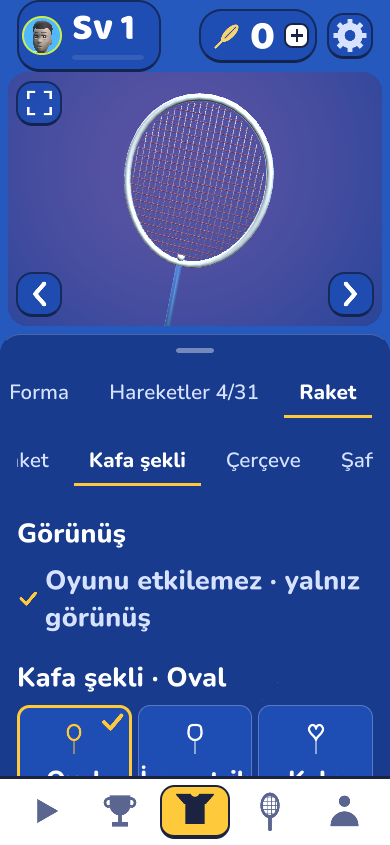 Sv 1
0
Forma
Hareketler 4/31
Raket
Kafa şekli
Çerçeve
Görünüş
Oyunu etkilemez · yalnız
görünüş
Kafa şekli · Oval